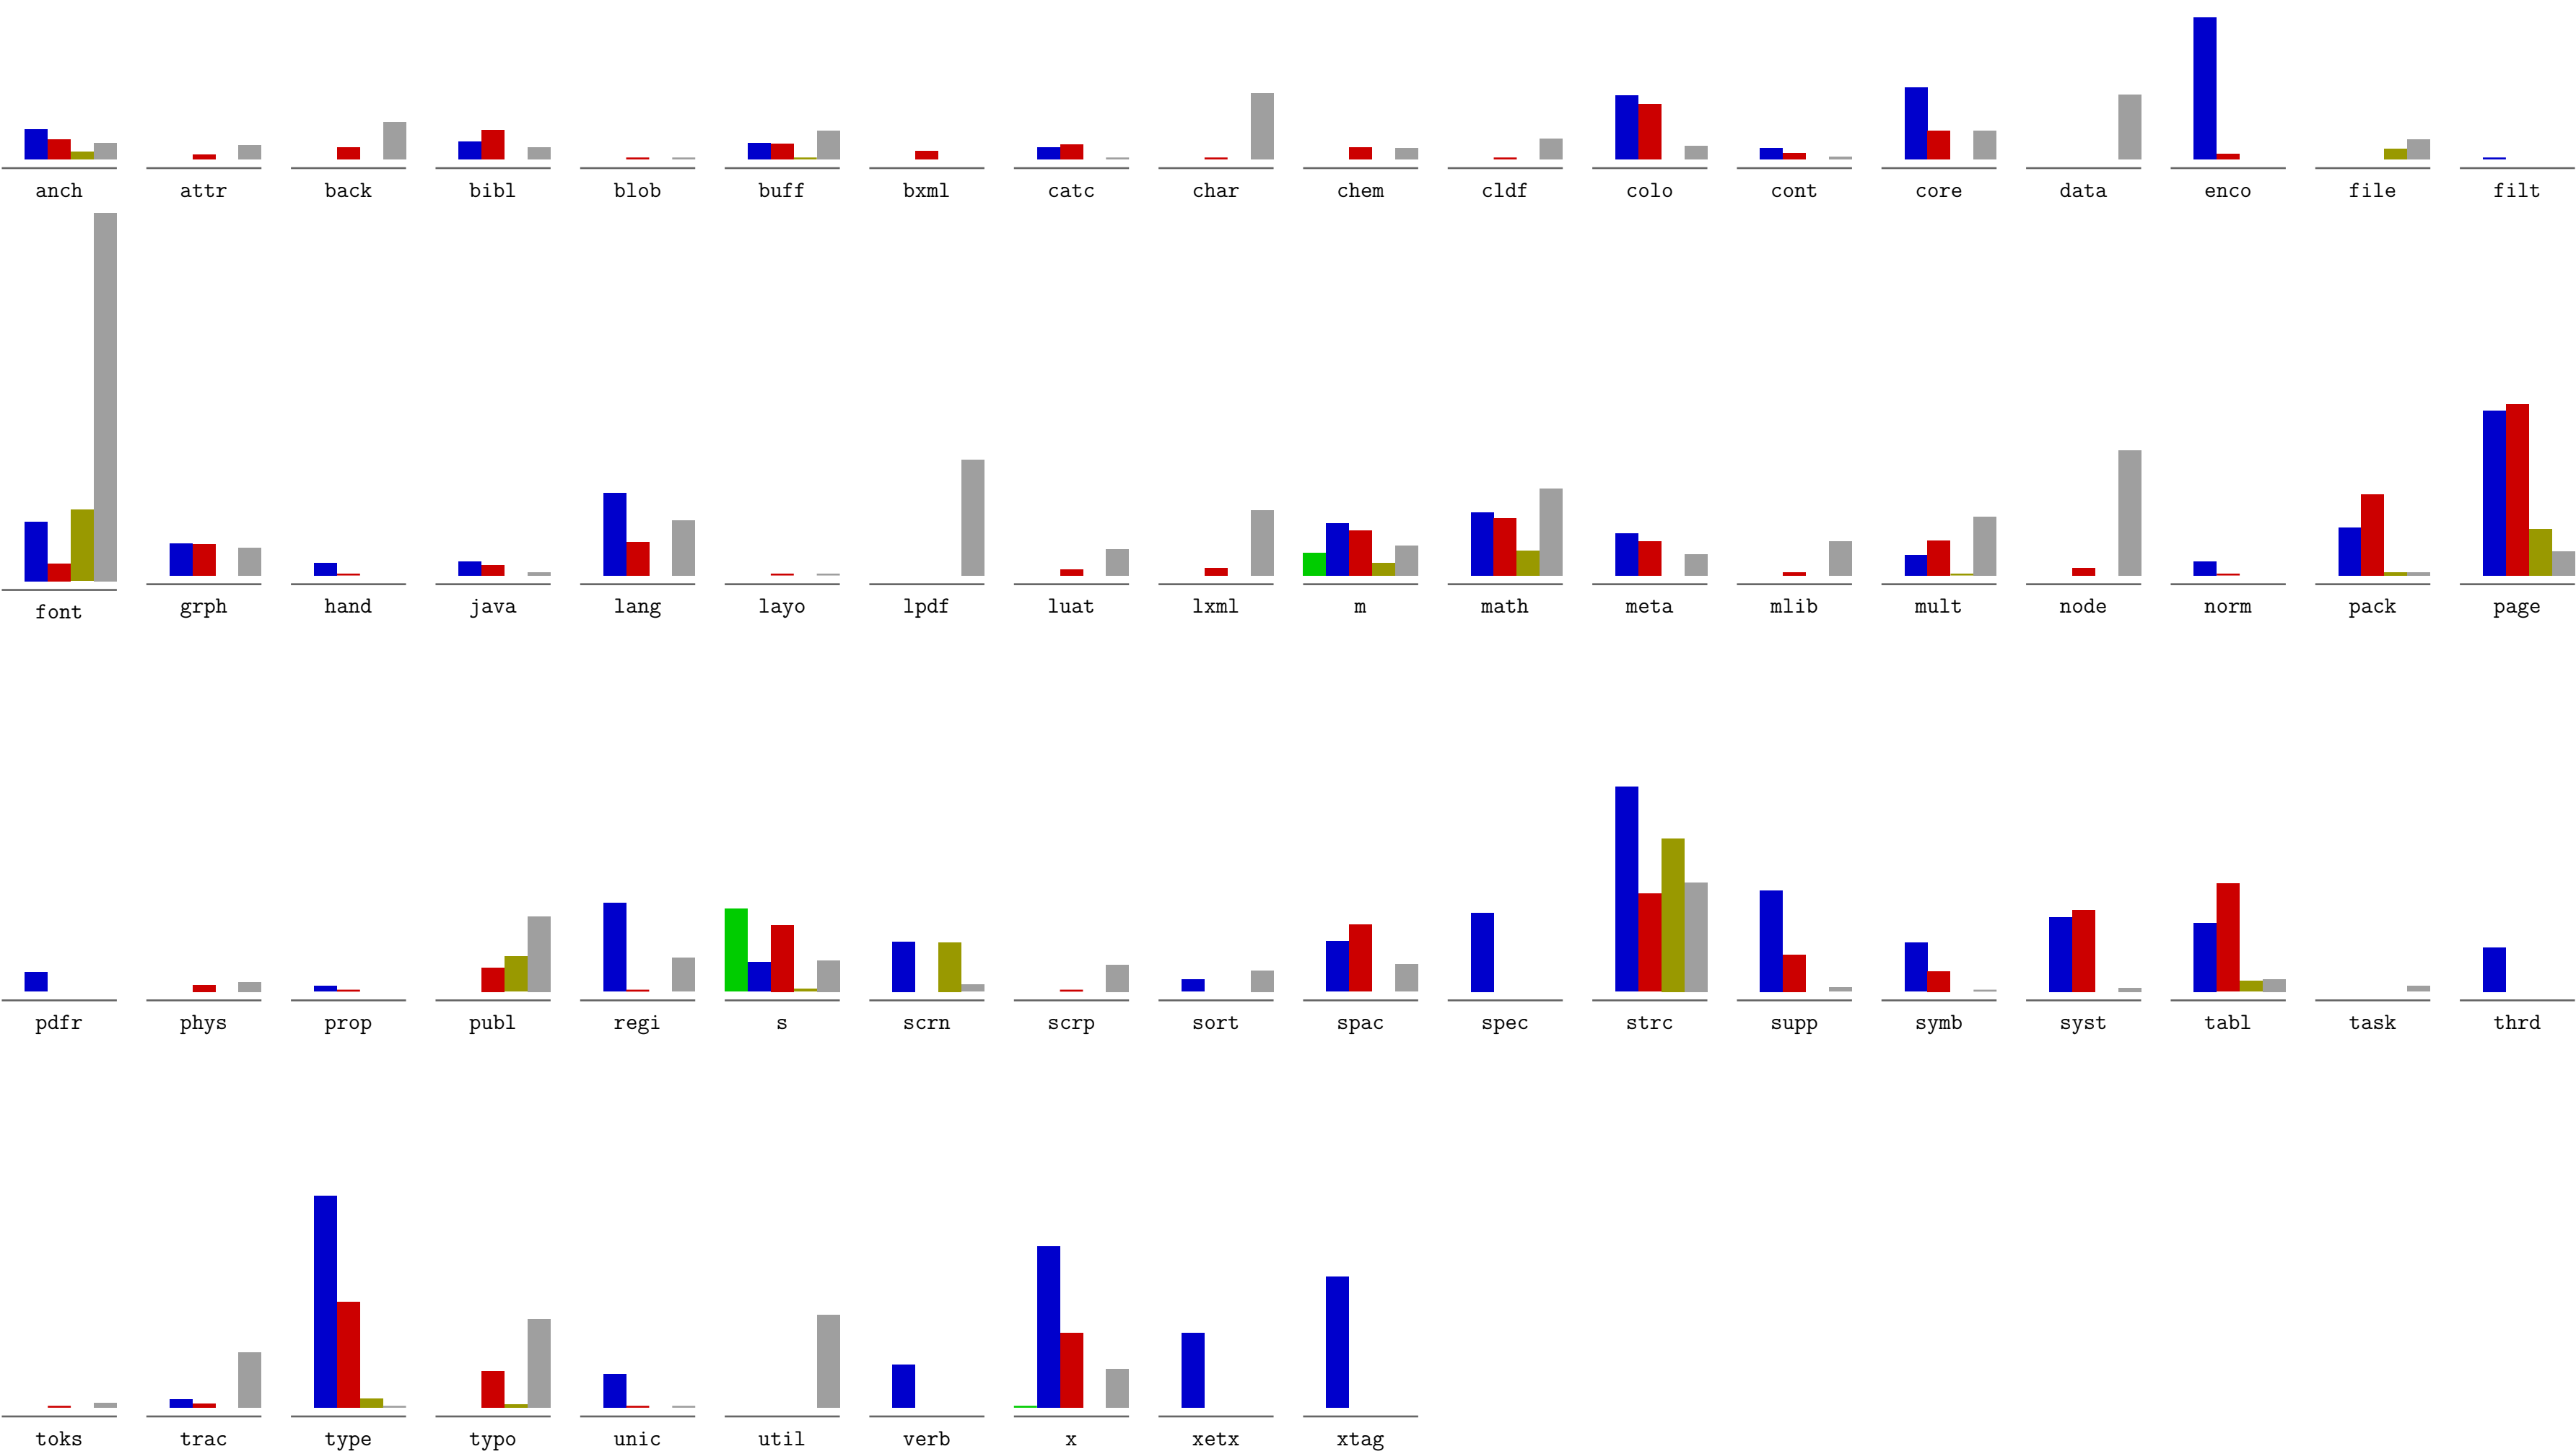 anch attr back bibl blob buff bxml catc char chem cldf colo cont core data enco file filt
font grph hand java lang layo lpdf luat lxml m math meta mlib mult node norm pack page
pdfr phys prop publ regi s scrn scrp sort spac spec strc supp symb syst tabl task thrd
toks trac type typo unic util verb x xetx xtag